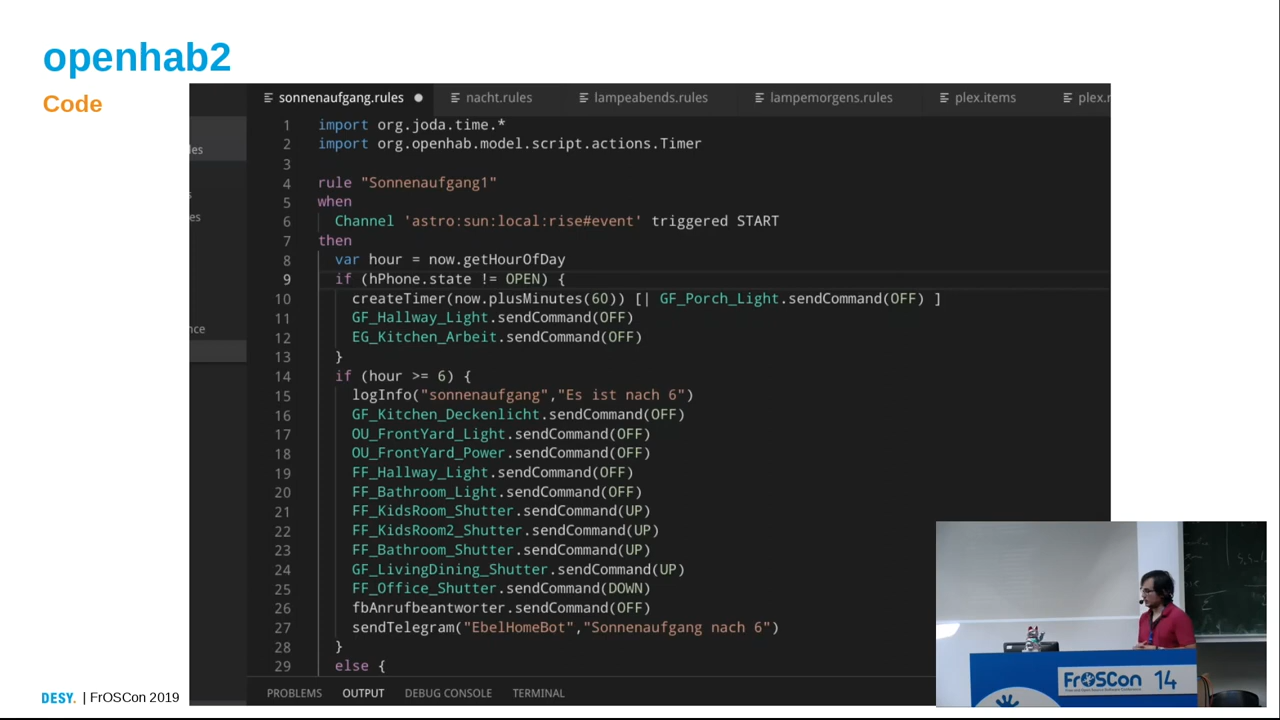 openhab2
Code
sonnenaufgang.rules nacht.rules lampeabends.rules lampemorgens.rules plex.items
les
s
es
nce
1 import org.joda.time.*
2 import org.openhab.model.script.actions.Timer
3
4 rule "Sonnenaufgang1"
5 when
6 Channel 'astro:sun:local:rise#event' triggered START
7 then
8 var hour = now.getHourOfDay
9 if (hPhone.state != OPEN) {
10 createTimer(now.plusMinutes(60)) [| GF_Porch_Light.sendCommand(OFF) ]
11 GF_Hallway_Light.sendCommand(OFF)
12 EG_Kitchen_Arbeit.sendCommand(OFF)
13 }
14 if (hour >= 6) {
15 logInfo("sonnenaufgang","Es ist nach 6")
16 GF_Kitchen_Deckenlicht.sendCommand(OFF)
17 OU_FrontYard_Light.sendCommand(OFF)
18 OU_FrontYard_Power.sendCommand(OFF)
19 FF_Hallway_Light.sendCommand(OFF)
20 FF_Bathroom_Light.sendCommand(OFF)
21 FF_KidsRoom_Shutter.sendCommand(UP)
22 FF_KidsRoom2_Shutter.sendCommand(UP)
23 FF_Bathroom_Shutter.sendCommand(UP)
24 GF_LivingDining_Shutter.sendCommand(UP)
25 FF_Office_Shutter.sendCommand(DOWN)
26 fbAnrufbeantworter.sendCommand(OFF)
27 sendTelegram("EbelHomeBot","Sonnenaufgang nach 6")
28 }
29 else {
PROBLEMS OUTPUT DEBUG CONSOLE TERMINAL
FrOSCon 14
DESY. | FrOSCon 2019